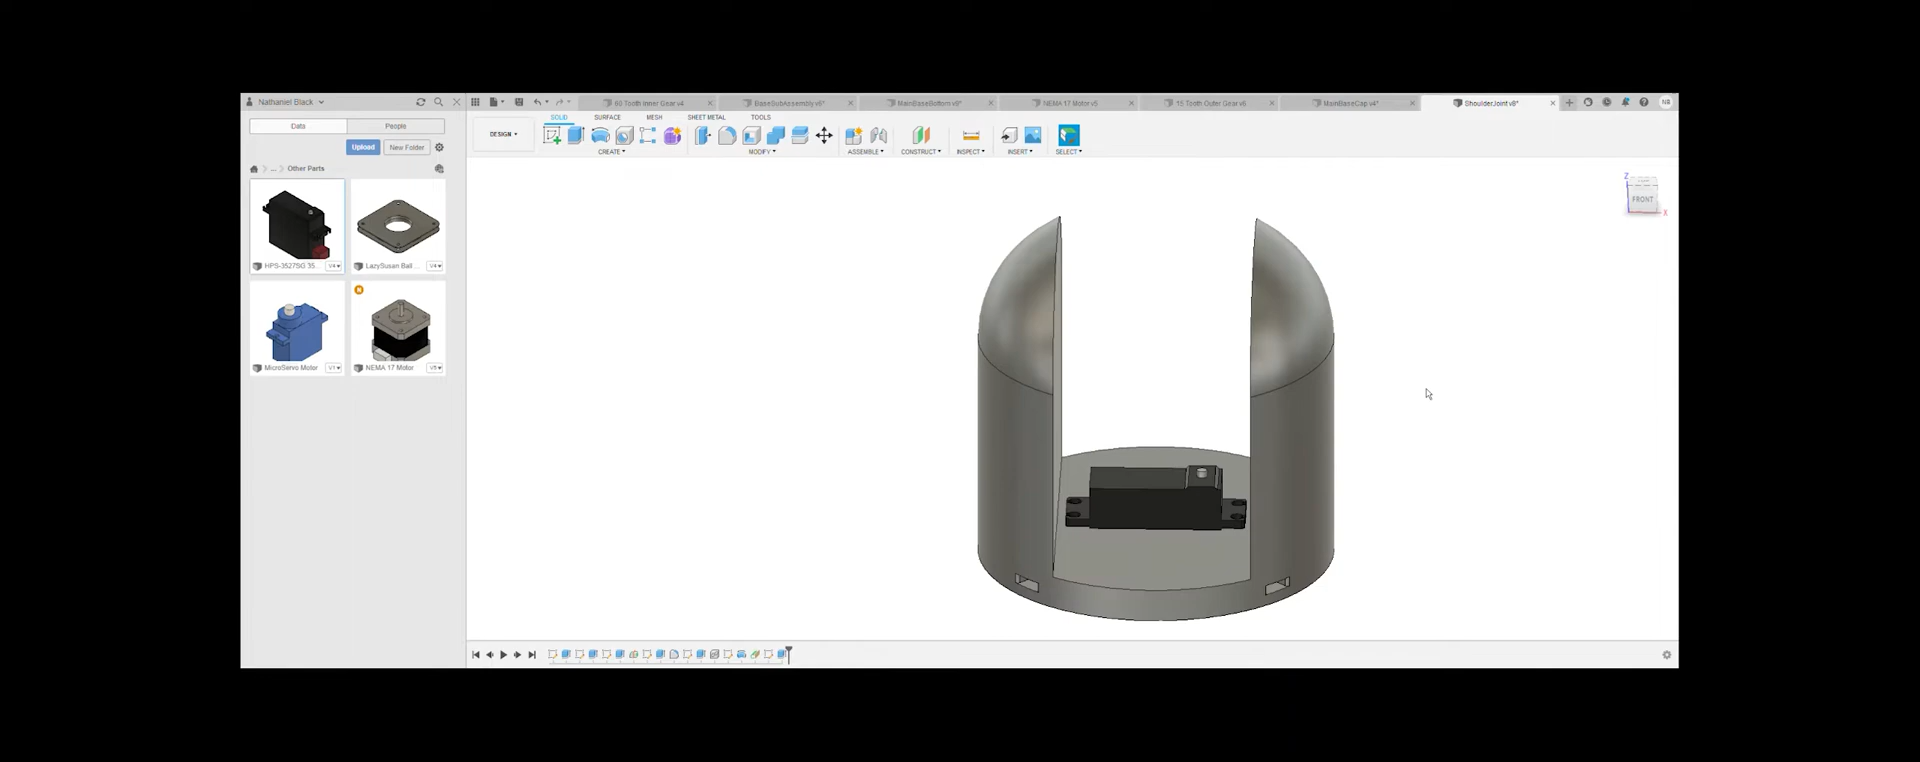 Nathaniel Black
60 Tooth Inner Gear v4
BaseSubAssembly v6*
MainBaseBottom v8*
NEMA 17 Motor v5
15 Tooth Outer Gear v6
MainBaseCap v4*
ShoulderJoint v8*
NB
Data
People
SOLID
SURFACE
MESH
SHEET METAL
TOOLS
DESIGN
Upload
New Folder
CREATE
MODIFY
ASSEMBLE
CONSTRUCT
INSPECT
INSERT
SELECT
... Other Parts
Z
FRONT
X
HPS-3527SG 35...
V4
LazySusan Ball ...
V4
MicroServo Motor
V1
NEMA 17 Motor
V5